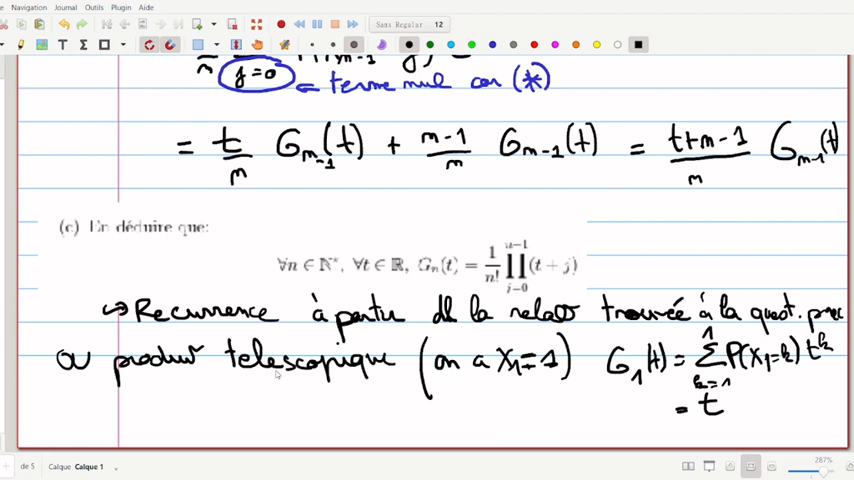 Navigation Journal Outils Plugin Aide
Sans Regular 12
T Σ
m j=0
= terme nul car (*)
= t/m G_{m-1}(t) + m-1/m G_{m-1}(t) = t+m-1/m G_{m-1}(t)
(c) En déduire que:
∀n ∈ ℕ*, ∀t ∈ ℝ, G_n(t) = 1/n! ∏_{j=0}^{n-1} (t + j)
↪ Recurrence à partir de la relat° trouvée à la quest. prec
ou produit telescopique (on a X_1=1) G_1(t) = Σ_{k=1}^{1} P(X_1=k) t^k
= t
de 5 Calque Calque 1 287%